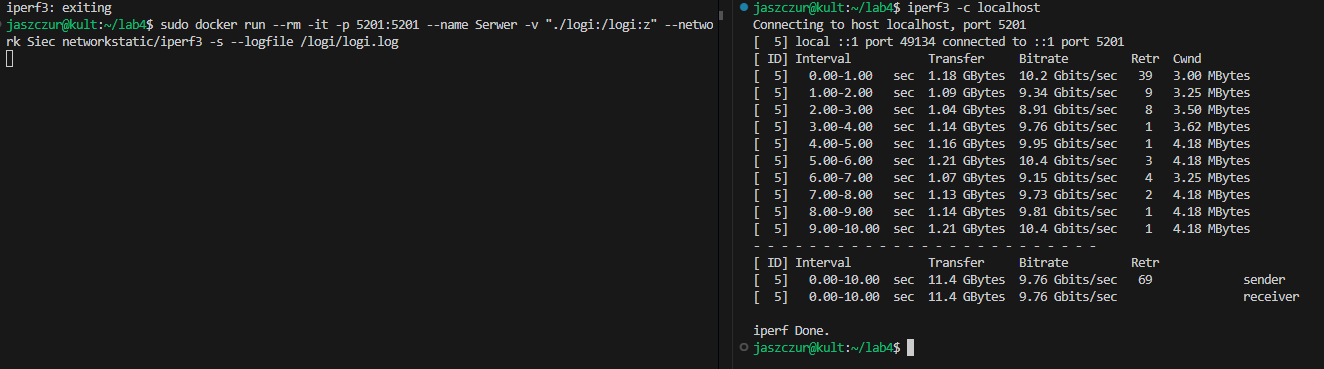 iperf3: exiting
jaszczur@kult:~/lab4$ sudo docker run --rm -it -p 5201:5201 --name Serwer -v "./logi:/logi:z" --netwo
rk Siec networkstatic/iperf3 -s --logfile /logi/logi.log
jaszczur@kult:~/lab4$ iperf3 -c localhost
Connecting to host localhost, port 5201
[  5] local ::1 port 49134 connected to ::1 port 5201
[ ID] Interval           Transfer     Bitrate         Retr  Cwnd
[  5]   0.00-1.00   sec  1.18 GBytes  10.2 Gbits/sec   39   3.00 MBytes
[  5]   1.00-2.00   sec  1.09 GBytes  9.34 Gbits/sec    9   3.25 MBytes
[  5]   2.00-3.00   sec  1.04 GBytes  8.91 Gbits/sec    8   3.50 MBytes
[  5]   3.00-4.00   sec  1.14 GBytes  9.76 Gbits/sec    1   3.62 MBytes
[  5]   4.00-5.00   sec  1.16 GBytes  9.95 Gbits/sec    1   4.18 MBytes
[  5]   5.00-6.00   sec  1.21 GBytes  10.4 Gbits/sec    3   4.18 MBytes
[  5]   6.00-7.00   sec  1.07 GBytes  9.15 Gbits/sec    4   3.25 MBytes
[  5]   7.00-8.00   sec  1.13 GBytes  9.73 Gbits/sec    2   4.18 MBytes
[  5]   8.00-9.00   sec  1.14 GBytes  9.81 Gbits/sec    1   4.18 MBytes
[  5]   9.00-10.00  sec  1.21 GBytes  10.4 Gbits/sec    1   4.18 MBytes
- - - - - - - - - - - - - - - - - - - - - - - - -
[ ID] Interval           Transfer     Bitrate         Retr
[  5]   0.00-10.00  sec  11.4 GBytes  9.76 Gbits/sec   69             sender
[  5]   0.00-10.00  sec  11.4 GBytes  9.76 Gbits/sec                  receiver
iperf Done.
jaszczur@kult:~/lab4$